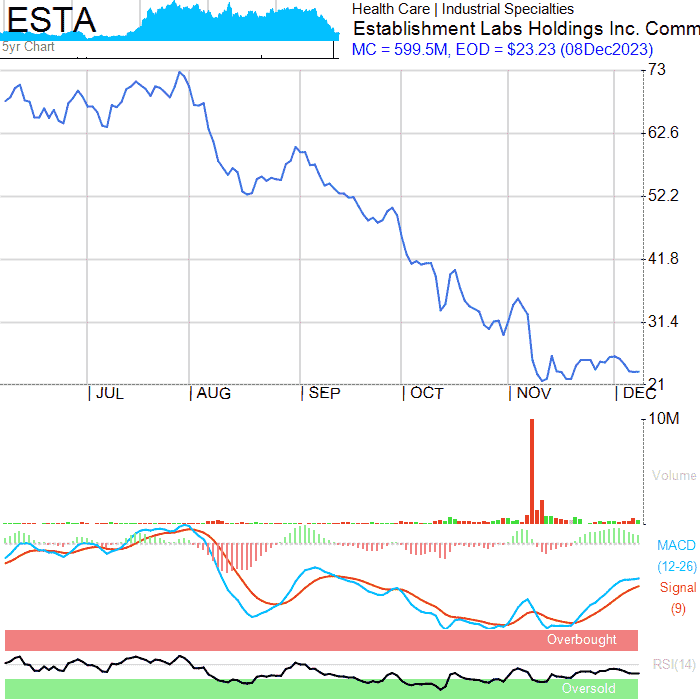 ESTA
5yr Chart
Health Care | Industrial Specialties
Establishment Labs Holdings Inc. Comm
MC = 599.5M, EOD = $23.23 (08Dec2023)
73
62.6
52.2
41.8
31.4
21
JUL AUG SEP OCT NOV DEC
10M
Volume
MACD
(12-26)
Signal
(9)
Overbought
RSI(14)
Oversold